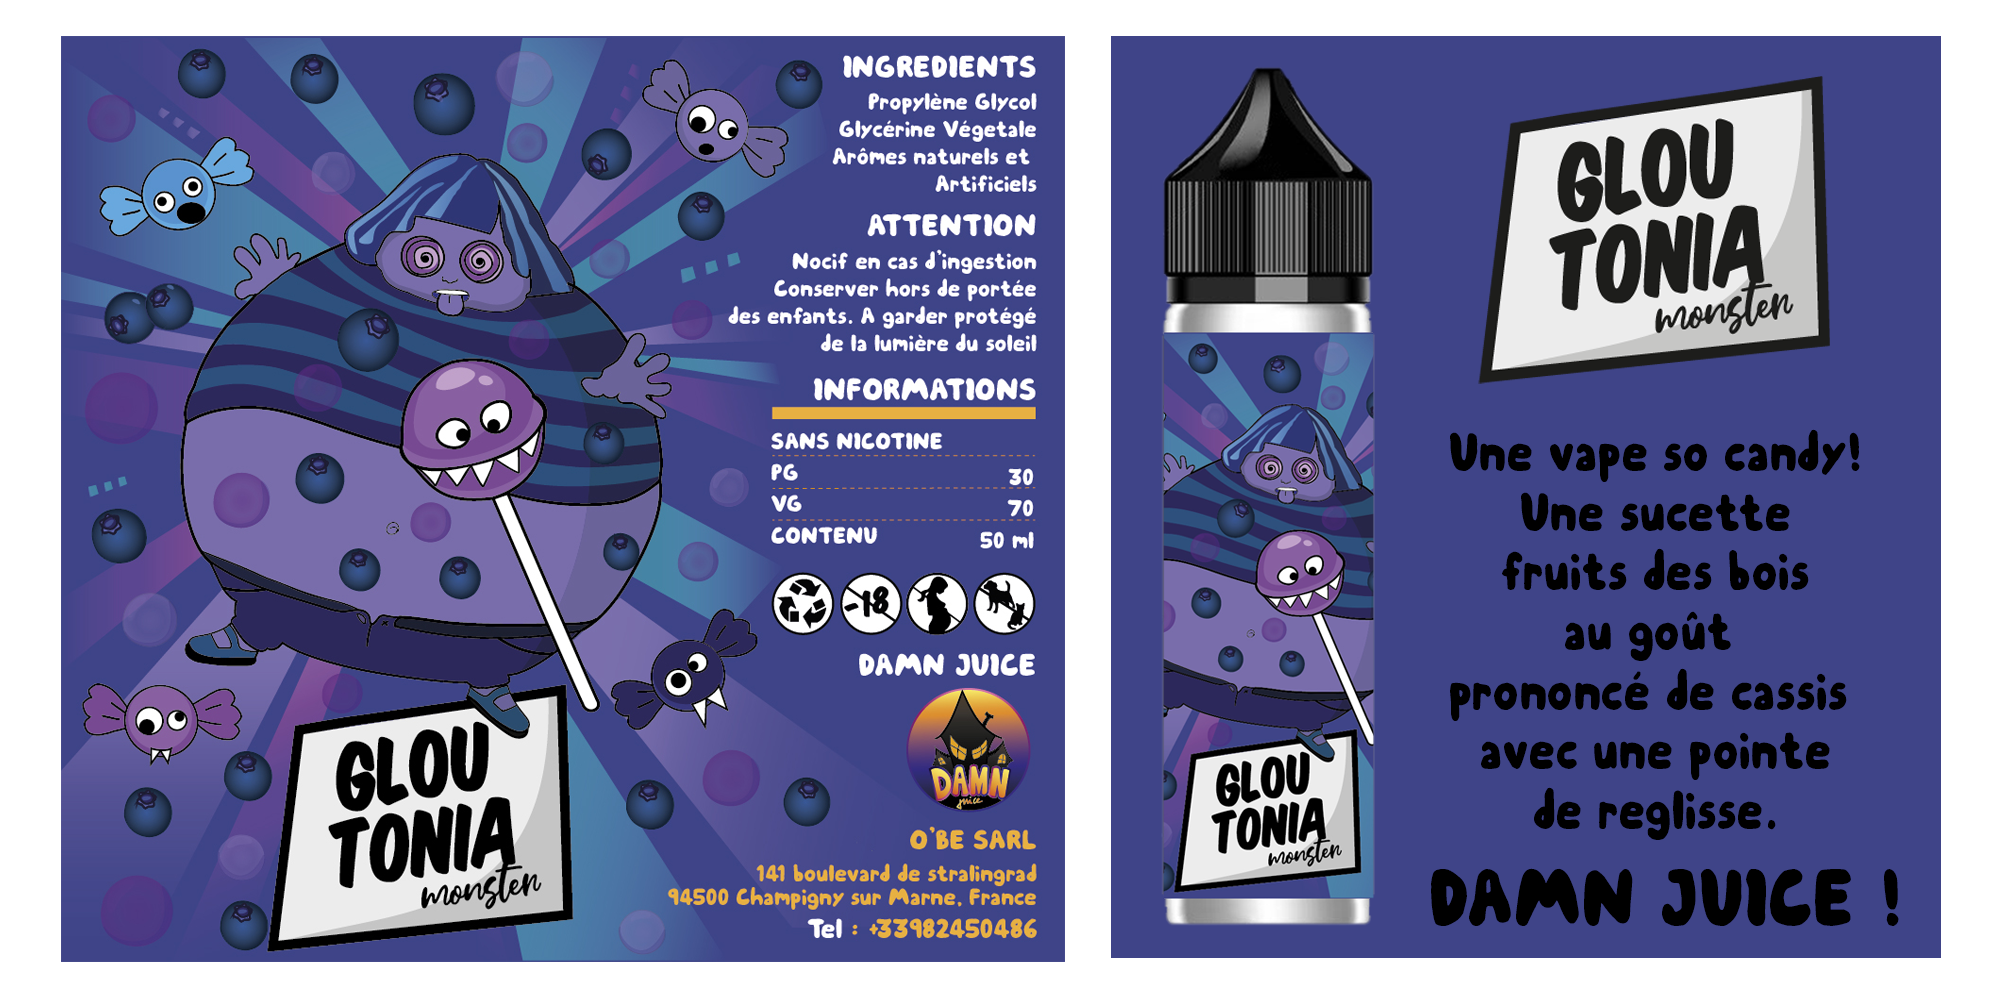 INGREDIENTS
Propylène Glycol
Glycérine Végetale
Arômes naturels et
Artificiels
ATTENTION
Nocif en cas d'ingestion
Conserver hors de portée
des enfants. A garder protégé
de la lumière du soleil
INFORMATIONS
SANS NICOTINE
PG 30
VG 70
CONTENU 50 ml
-18
DAMN JUICE
DAMN
juice
O'BE SARL
141 boulevard de stralingrad
94500 Champigny sur Marne, France
Tel : +33982450486
GLOU
TONIA
monster
GLOU
TONIA
monster
GLOU
TONIA
monster
Une vape so candy!
Une sucette
fruits des bois
au goût
prononcé de cassis
avec une pointe
de reglisse.
DAMN JUICE !